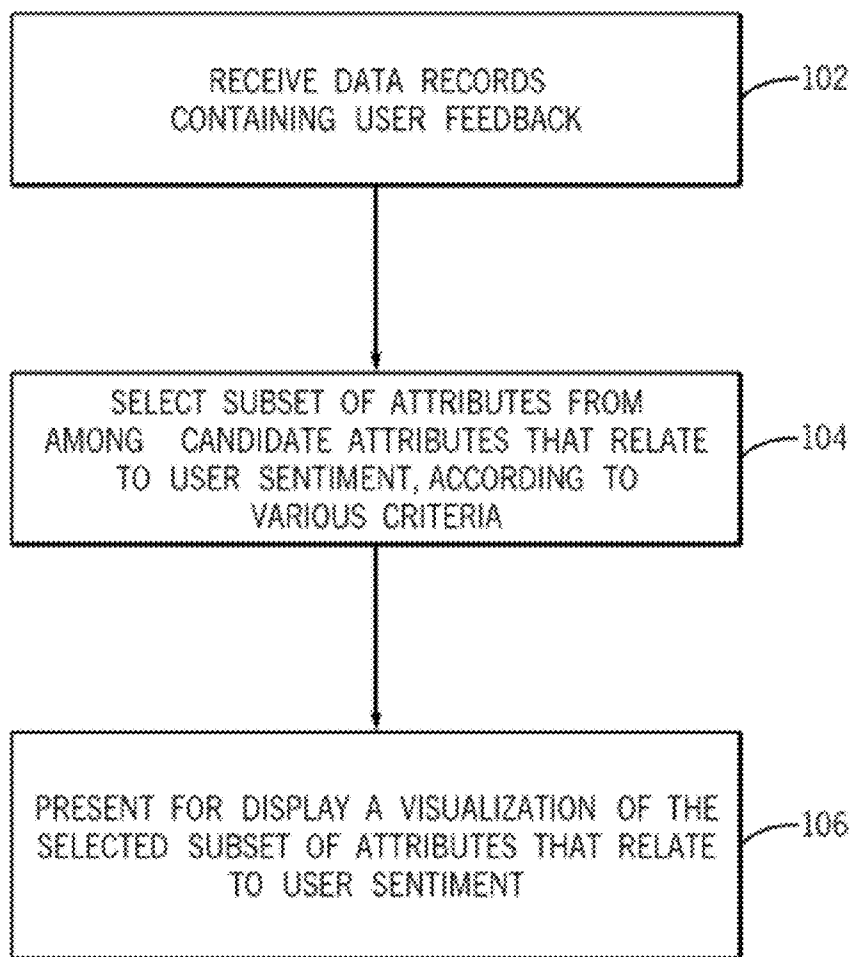 RECEIVE DATA RECORDS
CONTAINING USER FEEDBACK
102
SELECT SUBSET OF ATTRIBUTES FROM
AMONG CANDIDATE ATTRIBUTES THAT RELATE
TO USER SENTIMENT, ACCORDING TO
VARIOUS CRITERIA
104
PRESENT FOR DISPLAY A VISUALIZATION OF THE
SELECTED SUBSET OF ATTRIBUTES THAT RELATE
TO USER SENTIMENT
106